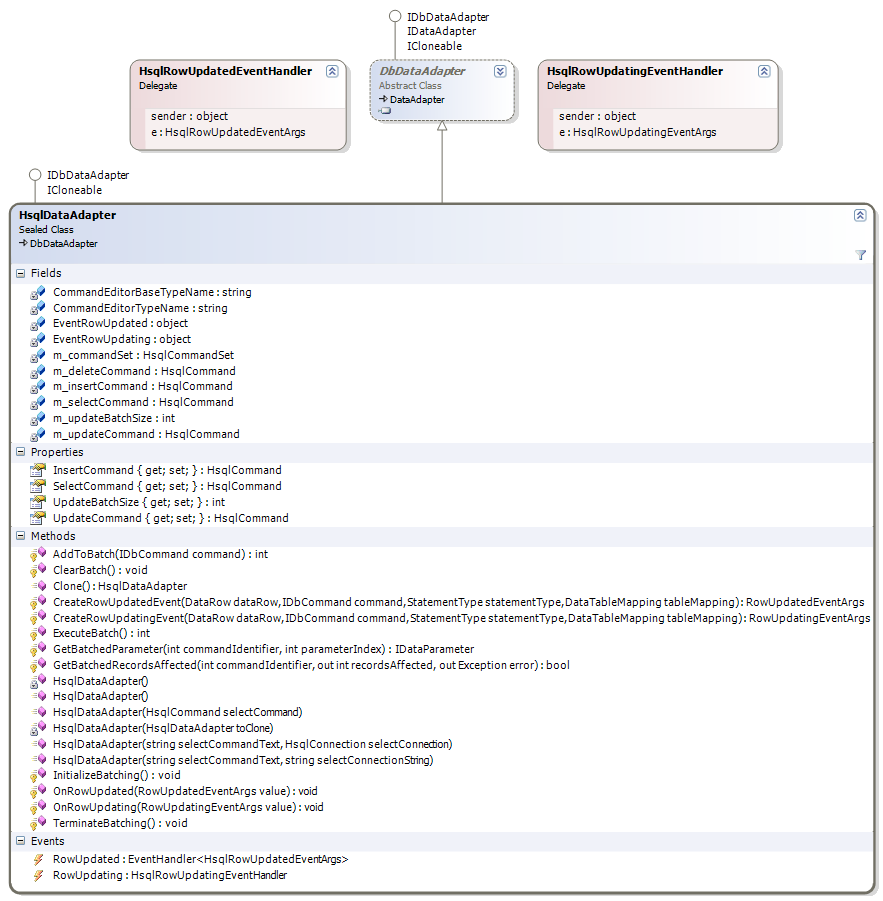 IDbDataAdapter
IDataAdapter
ICloneable
HsqlRowUpdatedEventHandler
Delegate
sender : object
e : HsqlRowUpdatedEventArgs
DbDataAdapter
Abstract Class
DataAdapter
HsqlRowUpdatingEventHandler
Delegate
sender : object
e : HsqlRowUpdatingEventArgs
IDbDataAdapter
ICloneable
HsqlDataAdapter
Sealed Class
DbDataAdapter
Fields
CommandEditorBaseTypeName : string
CommandEditorTypeName : string
EventRowUpdated : object
EventRowUpdating : object
m_commandSet : HsqlCommandSet
m_deleteCommand : HsqlCommand
m_insertCommand : HsqlCommand
m_selectCommand : HsqlCommand
m_updateBatchSize : int
m_updateCommand : HsqlCommand
Properties
InsertCommand { get; set; } : HsqlCommand
SelectCommand { get; set; } : HsqlCommand
UpdateBatchSize { get; set; } : int
UpdateCommand { get; set; } : HsqlCommand
Methods
AddToBatch(IDbCommand command) : int
ClearBatch() : void
Clone() : HsqlDataAdapter
CreateRowUpdatedEvent(DataRow dataRow, IDbCommand command, StatementType statementType, DataTableMapping tableMapping) : RowUpdatedEventArgs
CreateRowUpdatingEvent(DataRow dataRow, IDbCommand command, StatementType statementType, DataTableMapping tableMapping) : RowUpdatingEventArgs
ExecuteBatch() : int
GetBatchedParameter(int commandIdentifier, int parameterIndex) : IDataParameter
GetBatchedRecordsAffected(int commandIdentifier, out int recordsAffected, out Exception error) : bool
HsqlDataAdapter()
HsqlDataAdapter()
HsqlDataAdapter(HsqlCommand selectCommand)
HsqlDataAdapter(HsqlDataAdapter toClone)
HsqlDataAdapter(string selectCommandText, HsqlConnection selectConnection)
HsqlDataAdapter(string selectCommandText, string selectConnectionString)
InitializeBatching() : void
OnRowUpdated(RowUpdatedEventArgs value) : void
OnRowUpdating(RowUpdatingEventArgs value) : void
TerminateBatching() : void
Events
RowUpdated : EventHandler<HsqlRowUpdatedEventArgs>
RowUpdating : HsqlRowUpdatingEventHandler